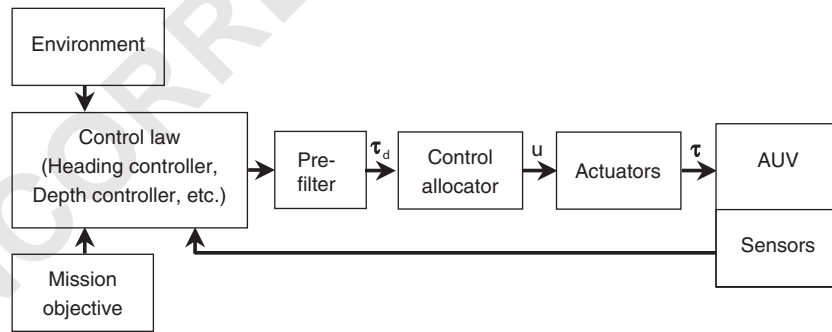 Environment
Control law
(Heading controller,
Depth controller, etc.)
Pre-
filter
τd
Control
allocator
u
Actuators
τ
AUV
Sensors
Mission
objective